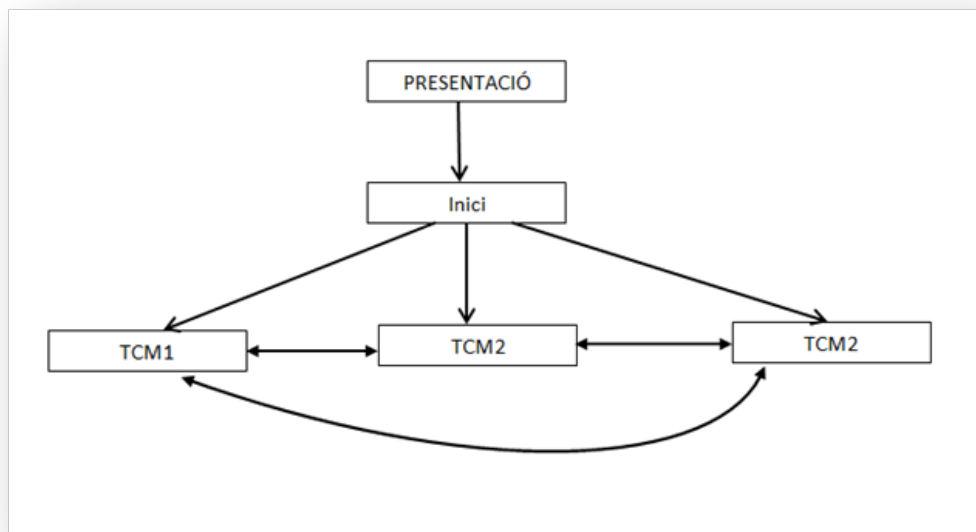 PRESENTACIÓ
Inici
TCM1
TCM2
TCM2